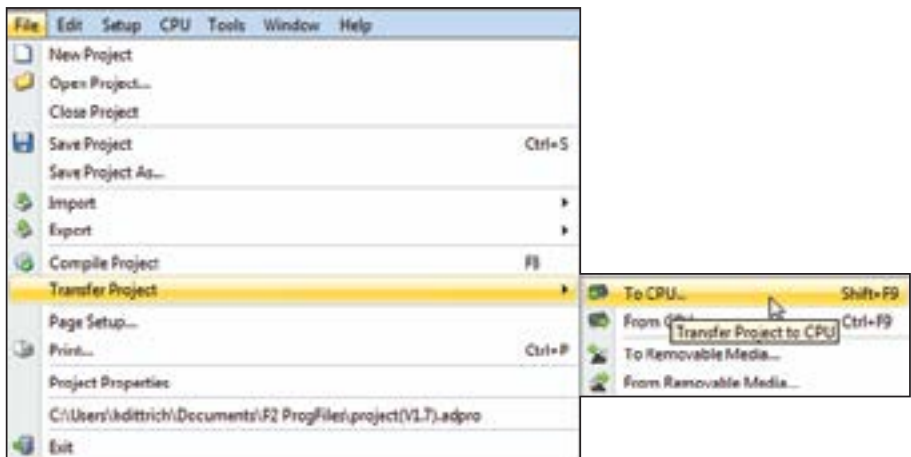 File Edit Setup CPU Tools Window Help
New Project
Open Project...
Close Project
Save Project Ctrl+S
Save Project As...
Import
Export
Compile Project F8
Transfer Project
To CPU... Shift+F9
From Ctrl+F9
Transfer Project to CPU
To Removable Media...
From Removable Media...
Page Setup...
Print... Ctrl+P
Project Properties
C:\Users\hdittrich\Documents\F2 ProgFiles\project(V1.7).adpro
Exit